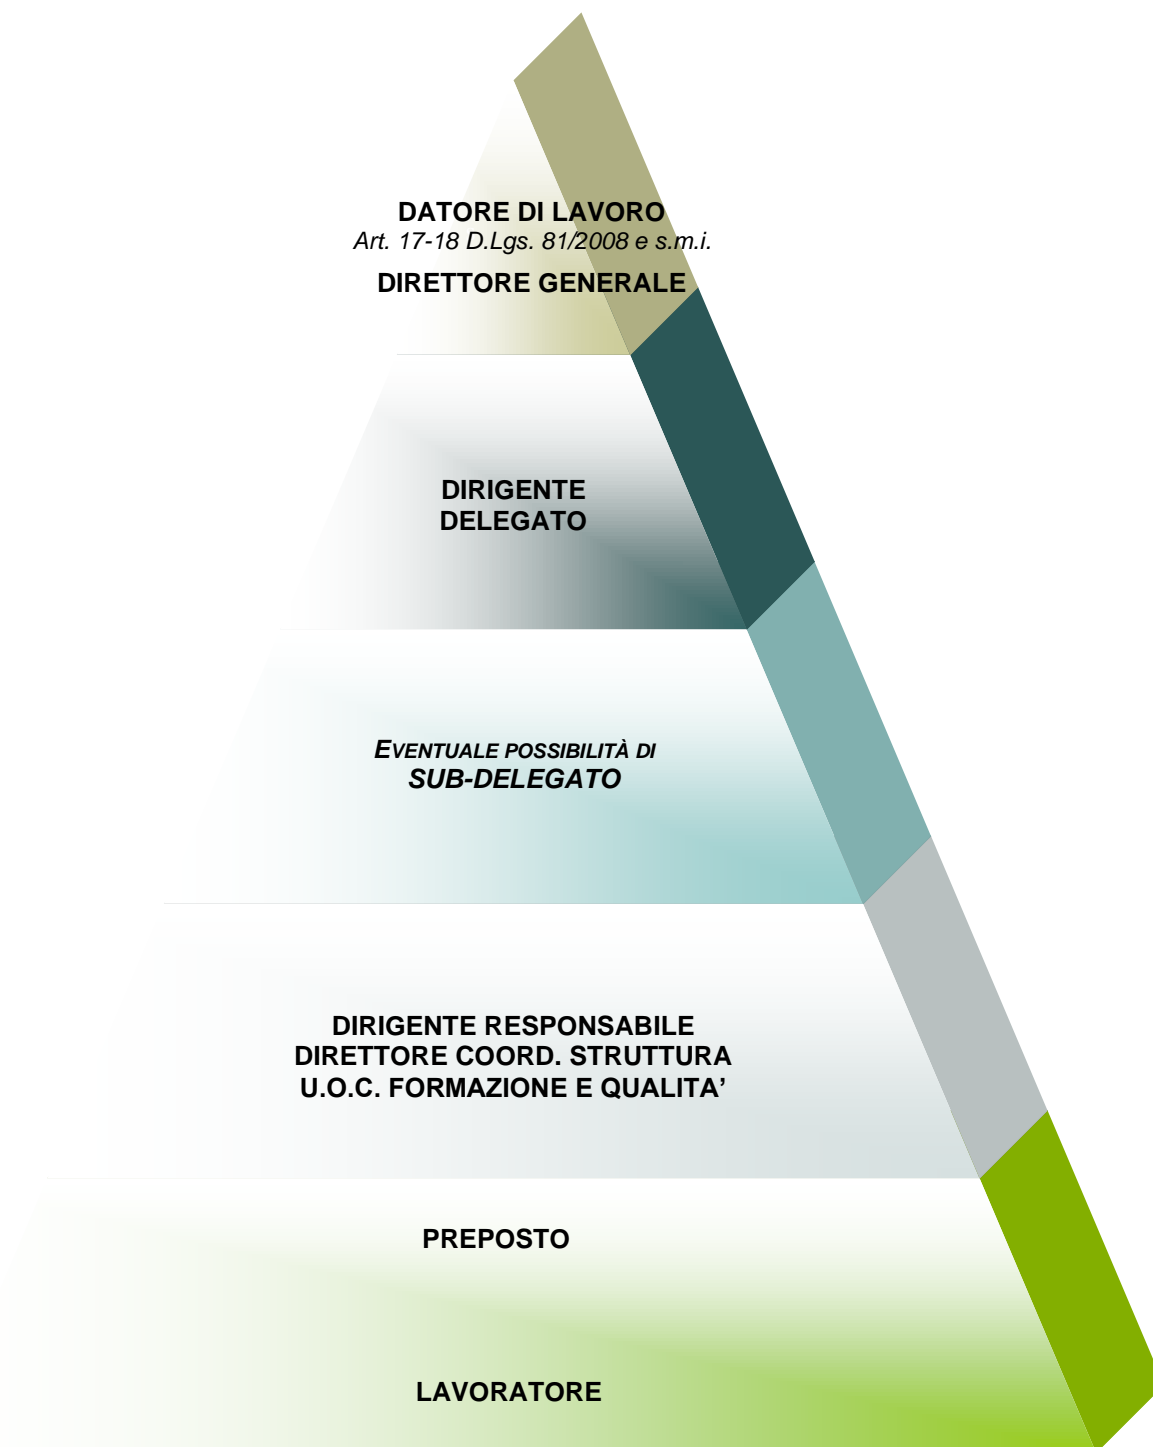 DATORE DI LAVORO
Art. 17-18 D.Lgs. 81/2008 e s.m.i.
DIRETTORE GENERALE
DIRIGENTE
DELEGATO
EVENTUALE POSSIBILITÀ DI
SUB-DELEGATO
DIRIGENTE RESPONSABILE
DIRETTORE COORD. STRUTTURA
U.O.C. FORMAZIONE E QUALITA’
PREPOSTO
LAVORATORE